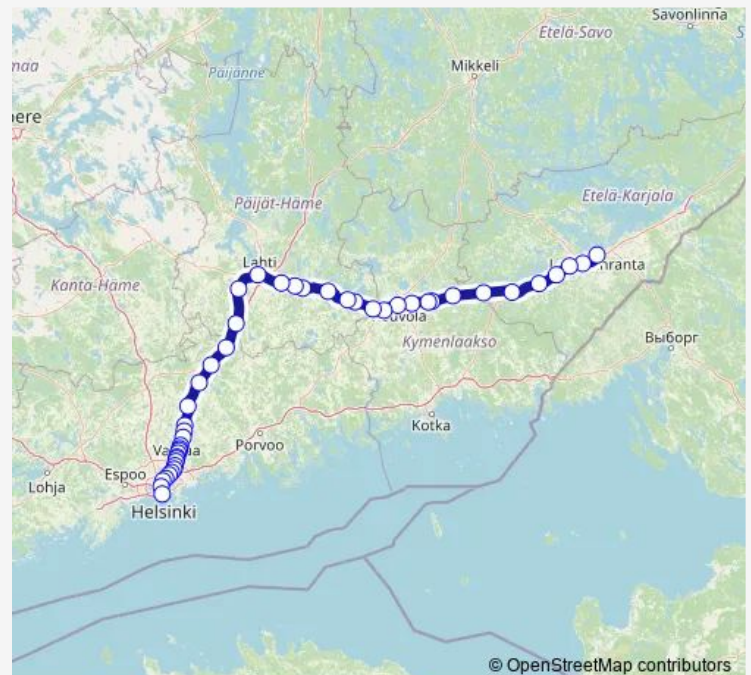 Savonlinna
Etelä-Savo
Mikkeli
Päijänne
Päijät-Häme
Etelä-Karjala
Lahti
Kanta-Häme
Kymenlaakso
Выборг
Kotka
Porvoo
Espoo
Lohja
Helsinki
© OpenStreetMap contributors